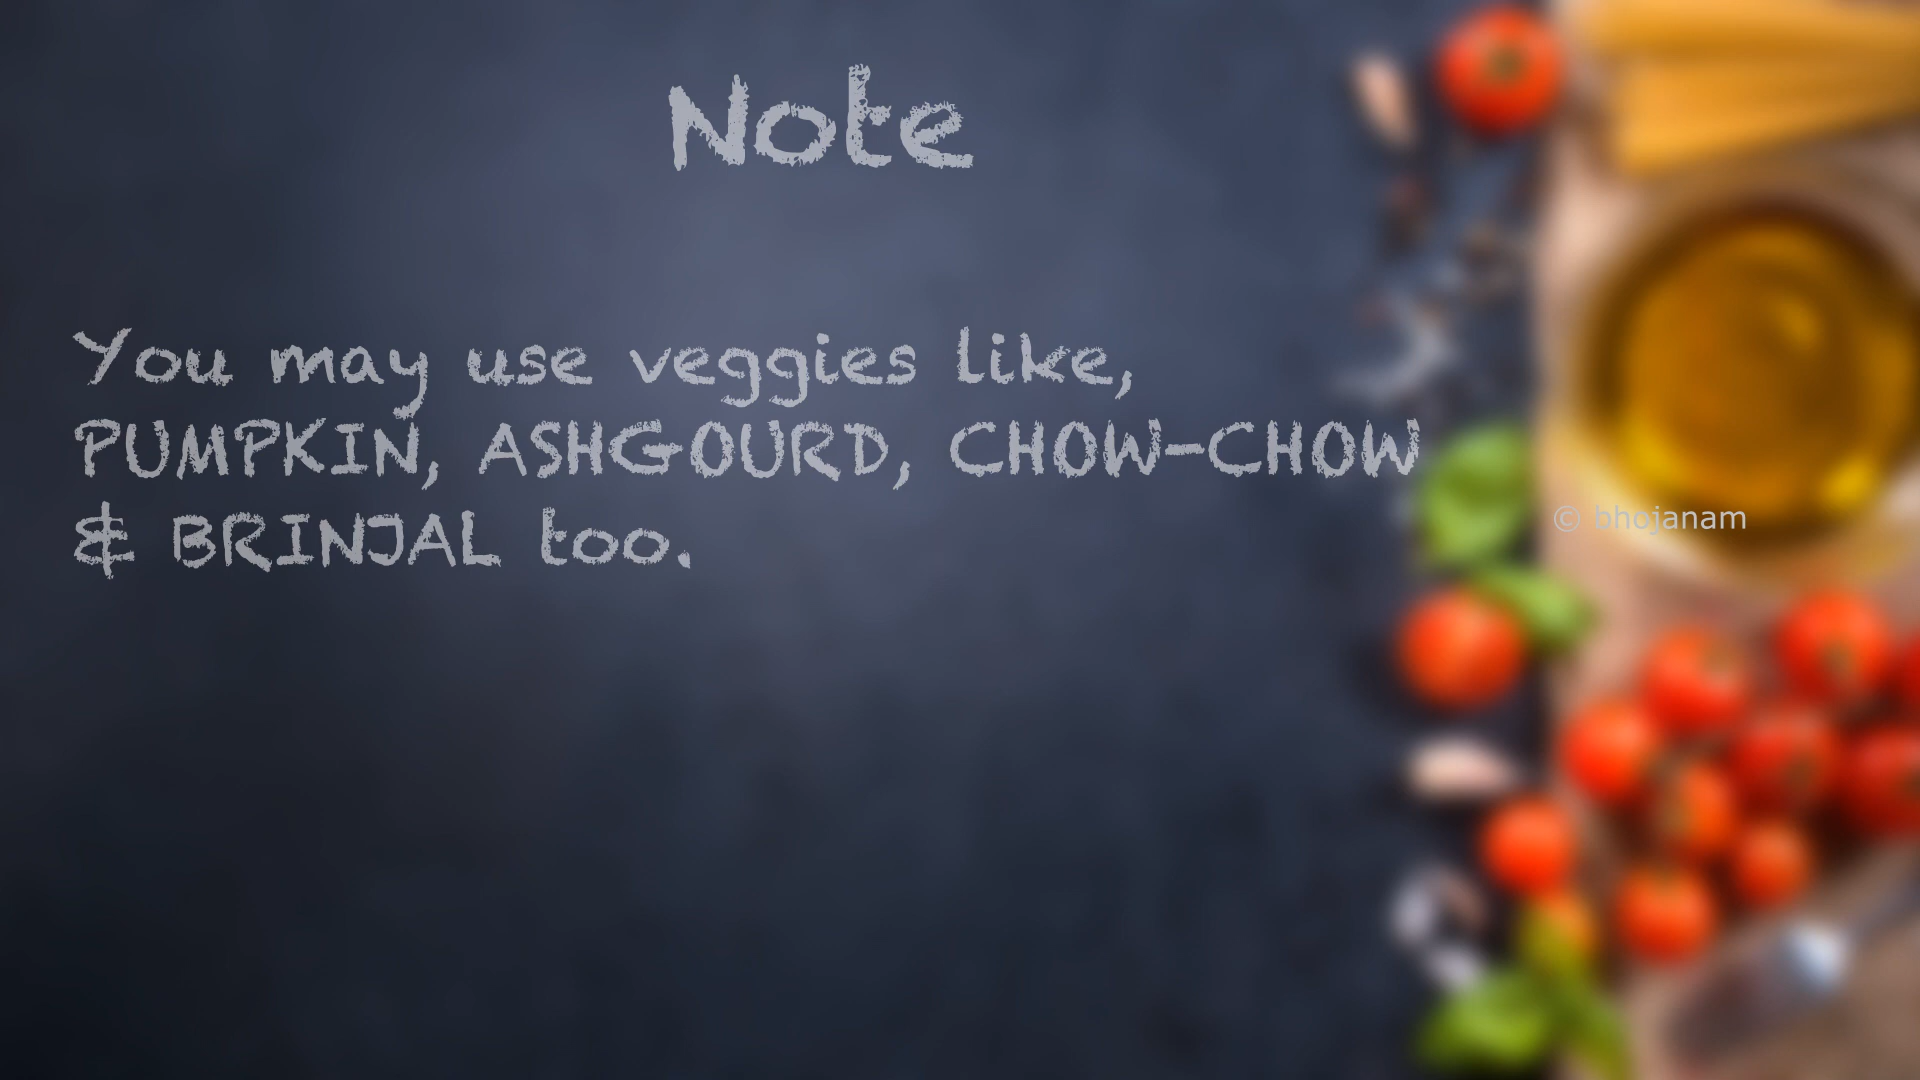 Note
You may use veggies like,
PUMPKIN, ASHGOURD, CHOW-CHOW
& BRINJAL too.
© bhojanam